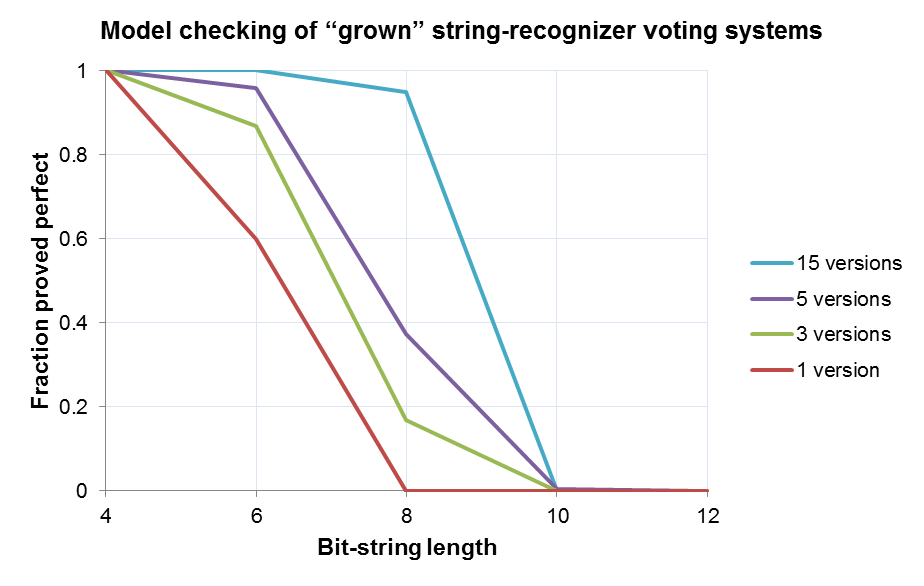 Model checking of “grown” string-recognizer voting systems
Fraction proved perfect
1
0.8
0.6
0.4
0.2
0
4 6 8 10 12
Bit-string length
15 versions
5 versions
3 versions
1 version